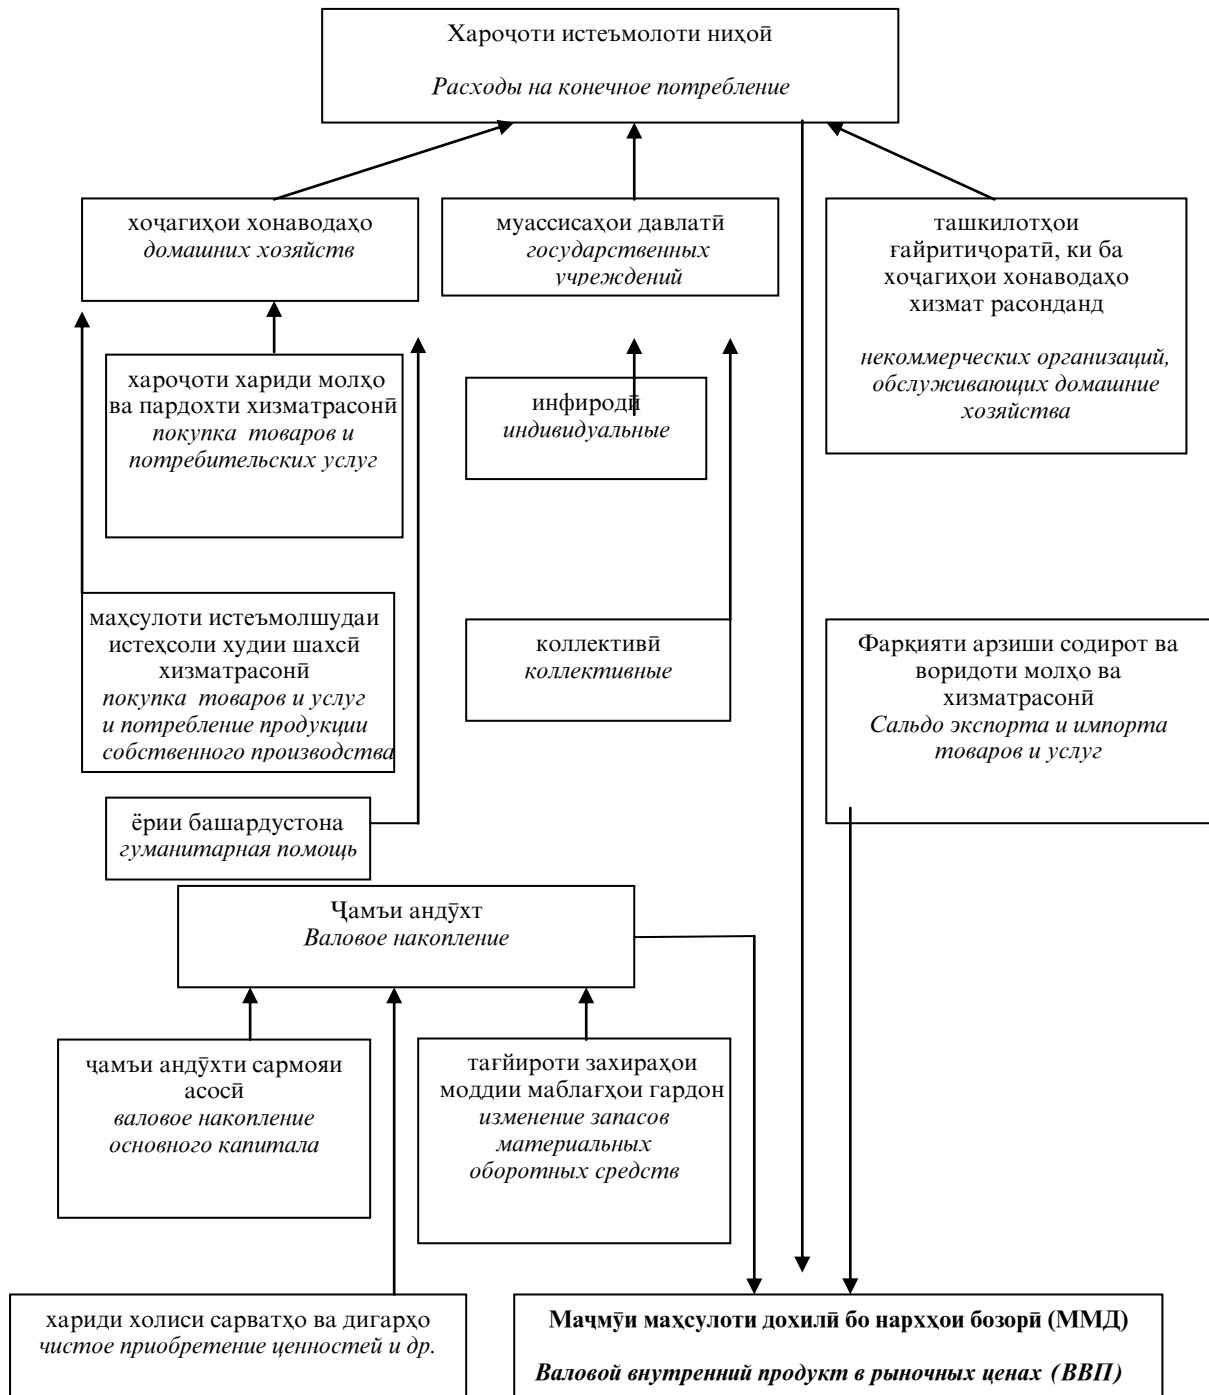 Хароҷоти истеъмолоти ниҳоӣ
Расходы на конечное потребление
хоҷагиҳои хонаводаҳо
домашних хозяйств
муассисаҳои давлатӣ
государственных
учреждений
ташкилотҳои
ғайритиҷоратӣ, ки ба
хоҷагиҳои хонаводаҳо
хизмат расонданд
некоммерческих организаций,
обслуживающих домашние
хозяйства
хароҷоти хариди молҳо
ва пардохти хизматрасонӣ
покупка товаров и
потребительских услуг
инфиродӣ
индивидуальные
маҳсулоти истеъмолшудаи
истеҳсоли худии шахсӣ
хизматрасонӣ
покупка товаров и услуг
и потребление продукции
собственного производства
коллективӣ
коллективные
Фарқияти арзиши содирот ва
воридоти молҳо ва
хизматрасонӣ
Сальдо экспорта и импорта
товаров и услуг
ёрии башардустона
гуманитарная помощь
Ҷамъи андӯхт
Валовое накопление
ҷамъи андӯхти сармояи
асосӣ
валовое накопление
основного капитала
тағйироти захираҳои
моддии маблағҳои гардон
изменение запасов
материальных
оборотных средств
хариди холиси сарватҳо ва дигарҳо
чистое приобретение ценностей и др.
Маҷмӯи маҳсулоти дохилӣ бо нархҳои бозорӣ (ММД)
Валовой внутренний продукт в рыночных ценах (ВВП)